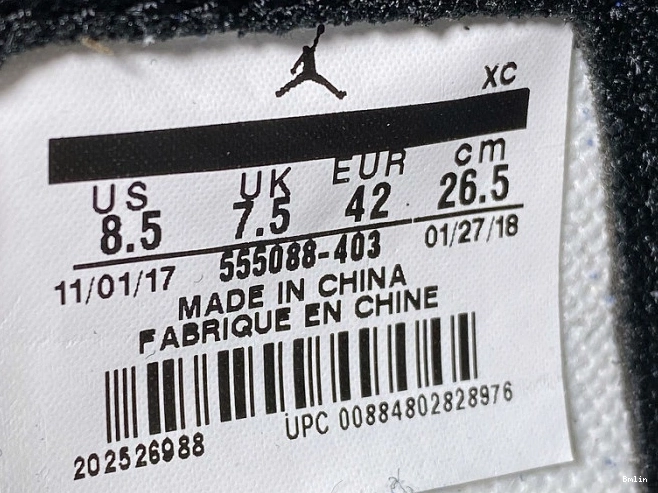 XC
US UK EUR cm
8.5 7.5 42 26.5
11/01/17 555088-403 01/27/18
MADE IN CHINA
FABRIQUE EN CHINE
202526988 UPC 00884802828976
8mlin